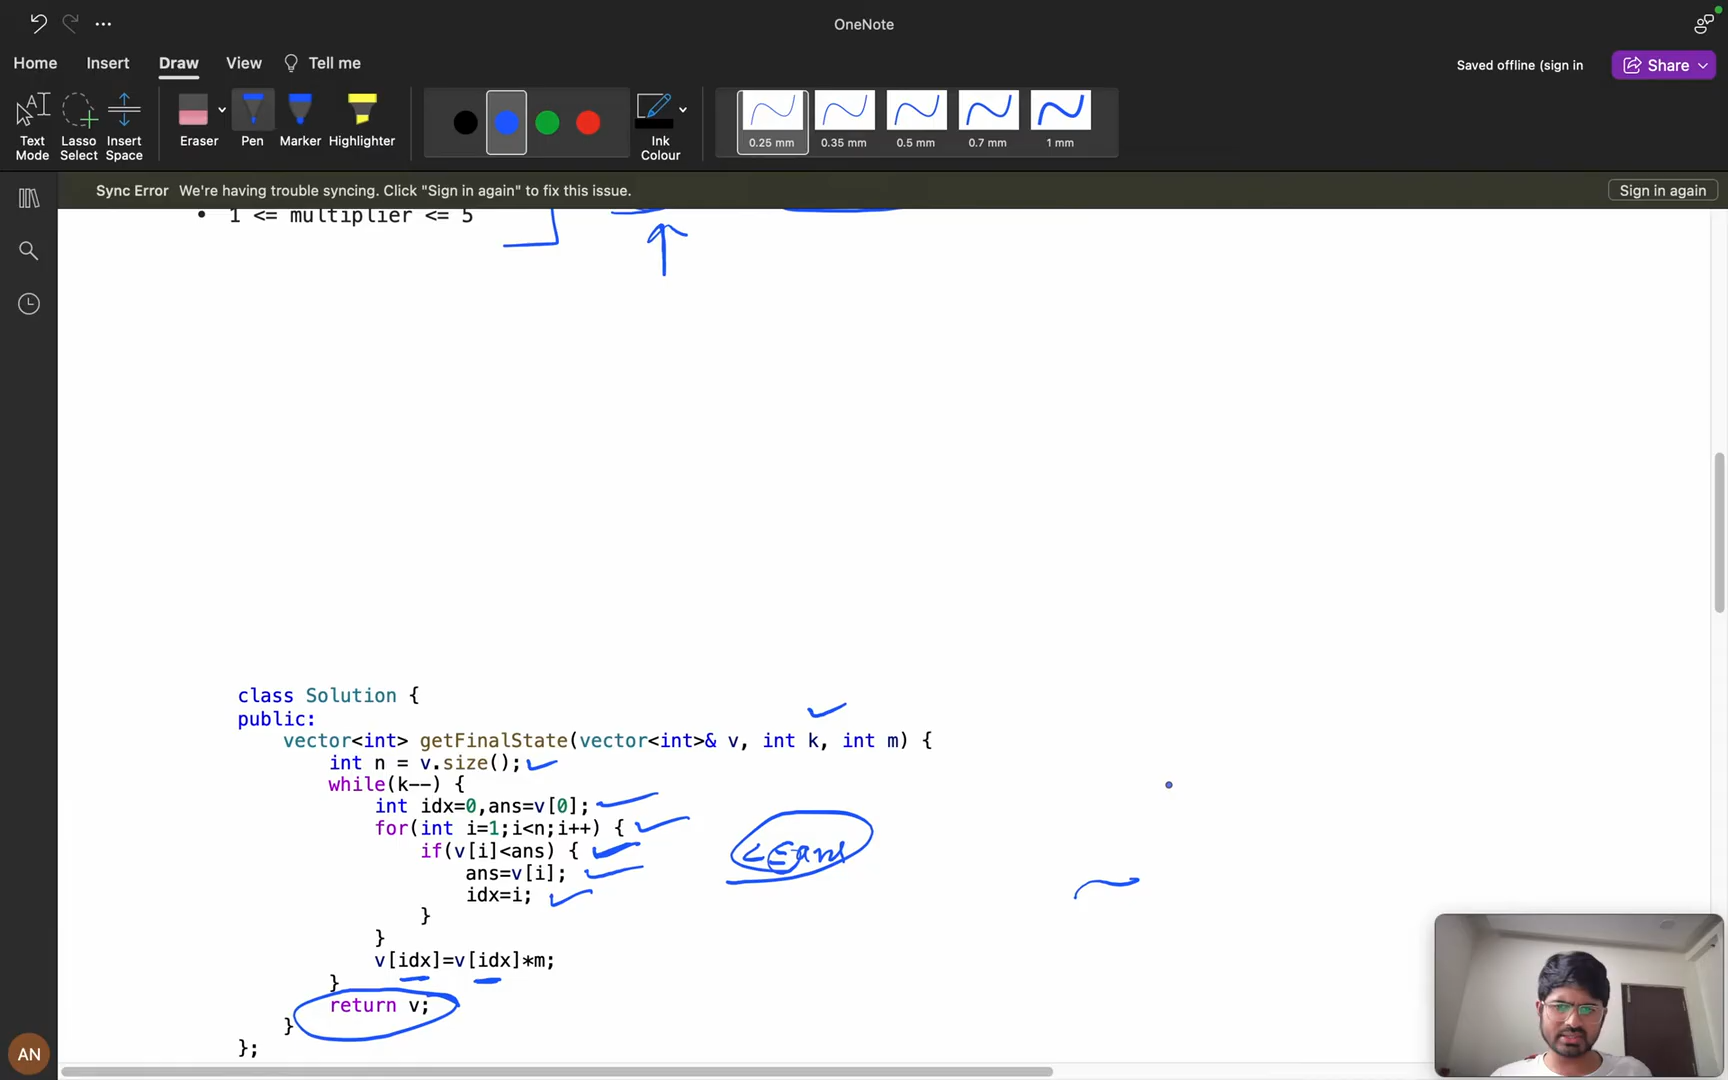 OneNote
Home Insert Draw View Tell me
Saved offline (sign in
Share
Text Mode
Lasso Select
Insert Space
Eraser
Pen
Marker
Highlighter
Ink Colour
0.25 mm
0.35 mm
0.5 mm
0.7 mm
1 mm
Sync Error We're having trouble syncing. Click "Sign in again" to fix this issue.
Sign in again
• 1 <= multiplier <= 5
class Solution {
public:
vector<int> getFinalState(vector<int>& v, int k, int m) {
int n = v.size();
while(k--) {
int idx=0,ans=v[0];
for(int i=1;i<n;i++) {
if(v[i]<ans) {
<=ans
ans=v[i];
idx=i;
}
}
v[idx]=v[idx]*m;
}
return v;
}
};
AN